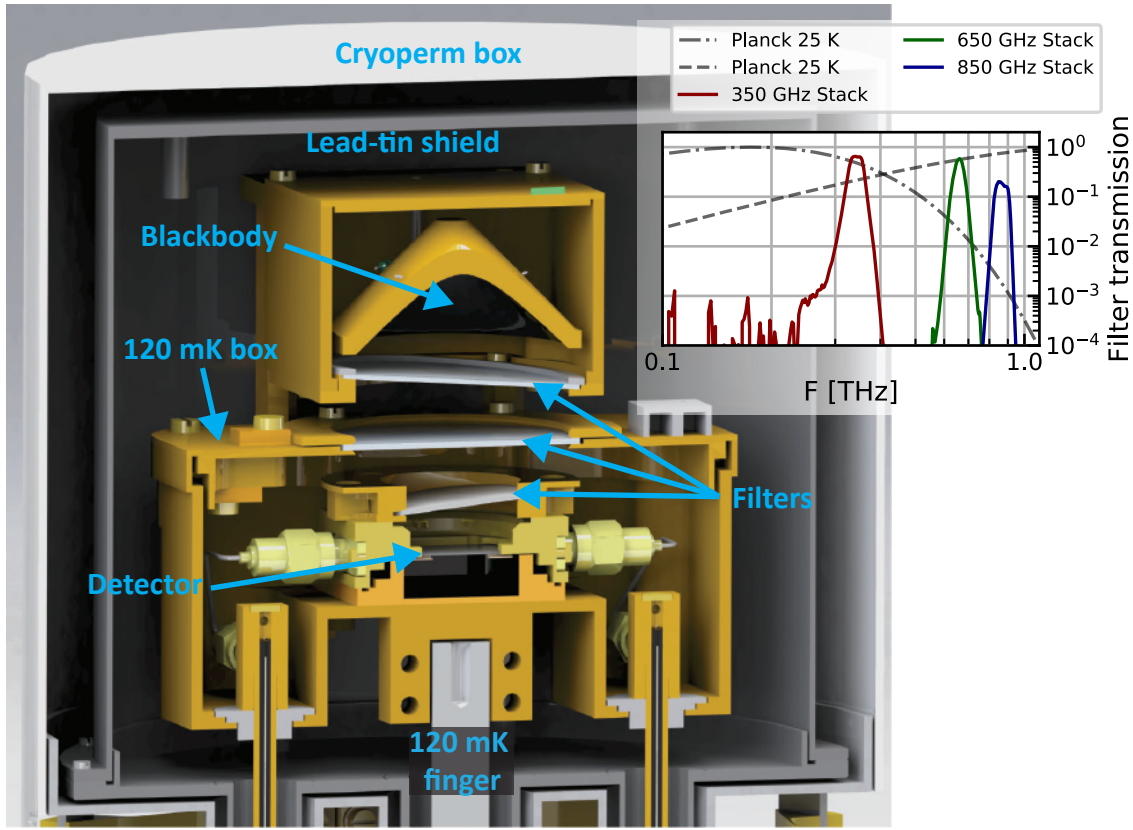 Cryoperm box
Planck 25 K
Planck 25 K
350 GHz Stack
650 GHz Stack
850 GHz Stack
Lead-tin shield
Blackbody
120 mK box
Filters
Detector
120 mK
finger
10⁰
10⁻¹
10⁻²
10⁻³
10⁻⁴
Filter transmission
0.1
1.0
F [THz]